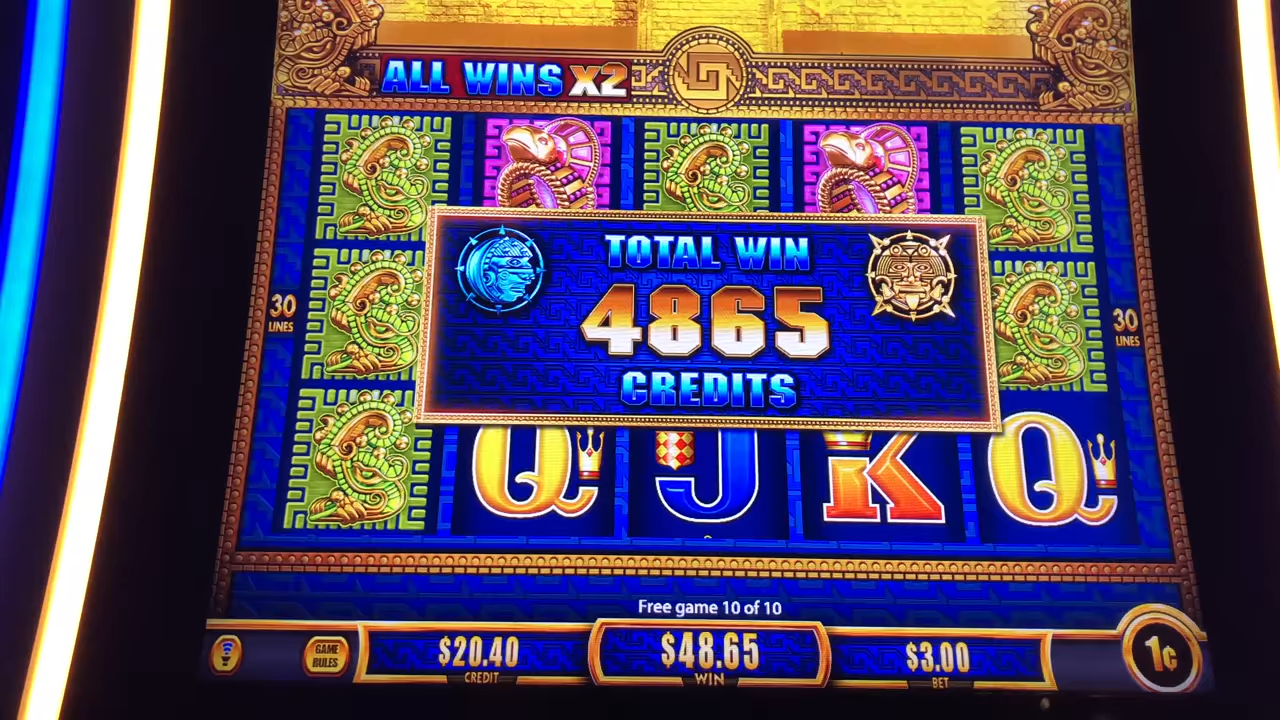 ALL WINS X2
30
LINES
TOTAL WIN
4865
CREDITS
30
LINES
Q
J
K
Q
Free game 10 of 10
GAME
RULES
$20.40
CREDIT
$48.65
WIN
$3.00
BET
1¢